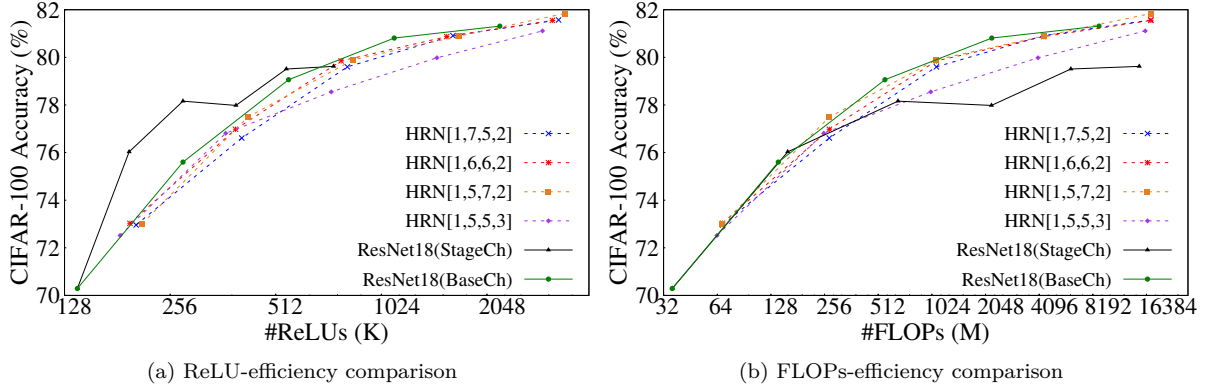 CIFAR-100 Accuracy (%)
82
80
78
76
74
72
70
128 256 512 1024 2048
#ReLUs (K)
HRN[1,7,5,2]
HRN[1,6,6,2]
HRN[1,5,7,2]
HRN[1,5,5,3]
ResNet18(StageCh)
ResNet18(BaseCh)
(a) ReLU-efficiency comparison
CIFAR-100 Accuracy (%)
82
80
78
76
74
72
70
32 64 128 256 512 1024 2048 4096 8192 16384
#FLOPs (M)
HRN[1,7,5,2]
HRN[1,6,6,2]
HRN[1,5,7,2]
HRN[1,5,5,3]
ResNet18(StageCh)
ResNet18(BaseCh)
(b) FLOPs-efficiency comparison